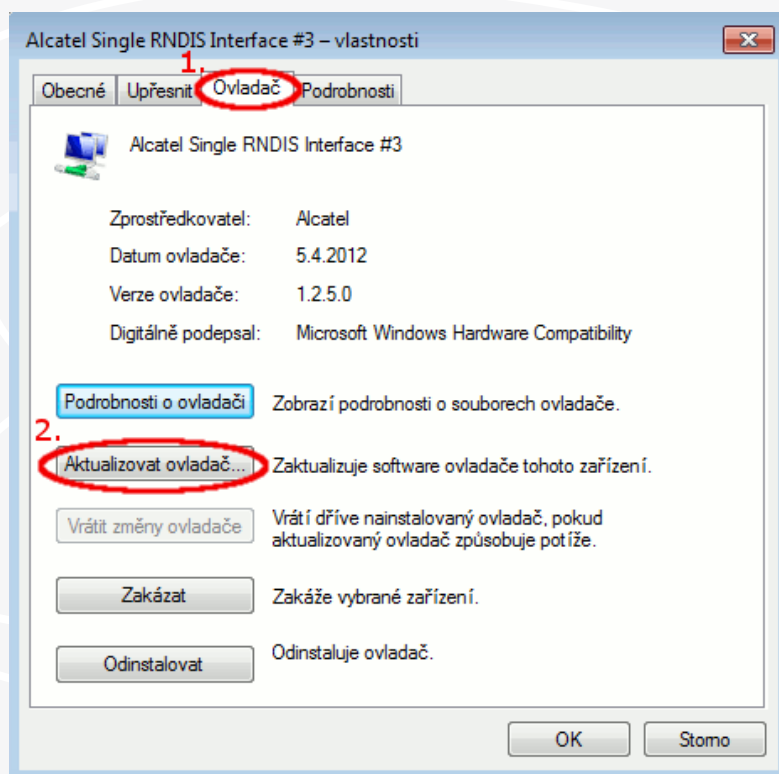 Alcatel Single RNDIS Interface #3 – vlastnosti
1.
Obecné Upřesnit Ovladač Podrobnosti
Alcatel Single RNDIS Interface #3
Zprostředkovatel: Alcatel
Datum ovladače: 5.4.2012
Verze ovladače: 1.2.5.0
Digitálně podepsal: Microsoft Windows Hardware Compatibility
Podrobnosti o ovladači Zobrazí podrobnosti o souborech ovladače.
2.
Aktualizovat ovladač... Zaktualizuje software ovladače tohoto zařízení.
Vrátit změny ovladače Vrátí dříve nainstalovaný ovladač, pokud
aktualizovaný ovladač způsobuje potíže.
Zakázat Zakáže vybrané zařízení.
Odinstalovat Odinstaluje ovladač.
OK Storno